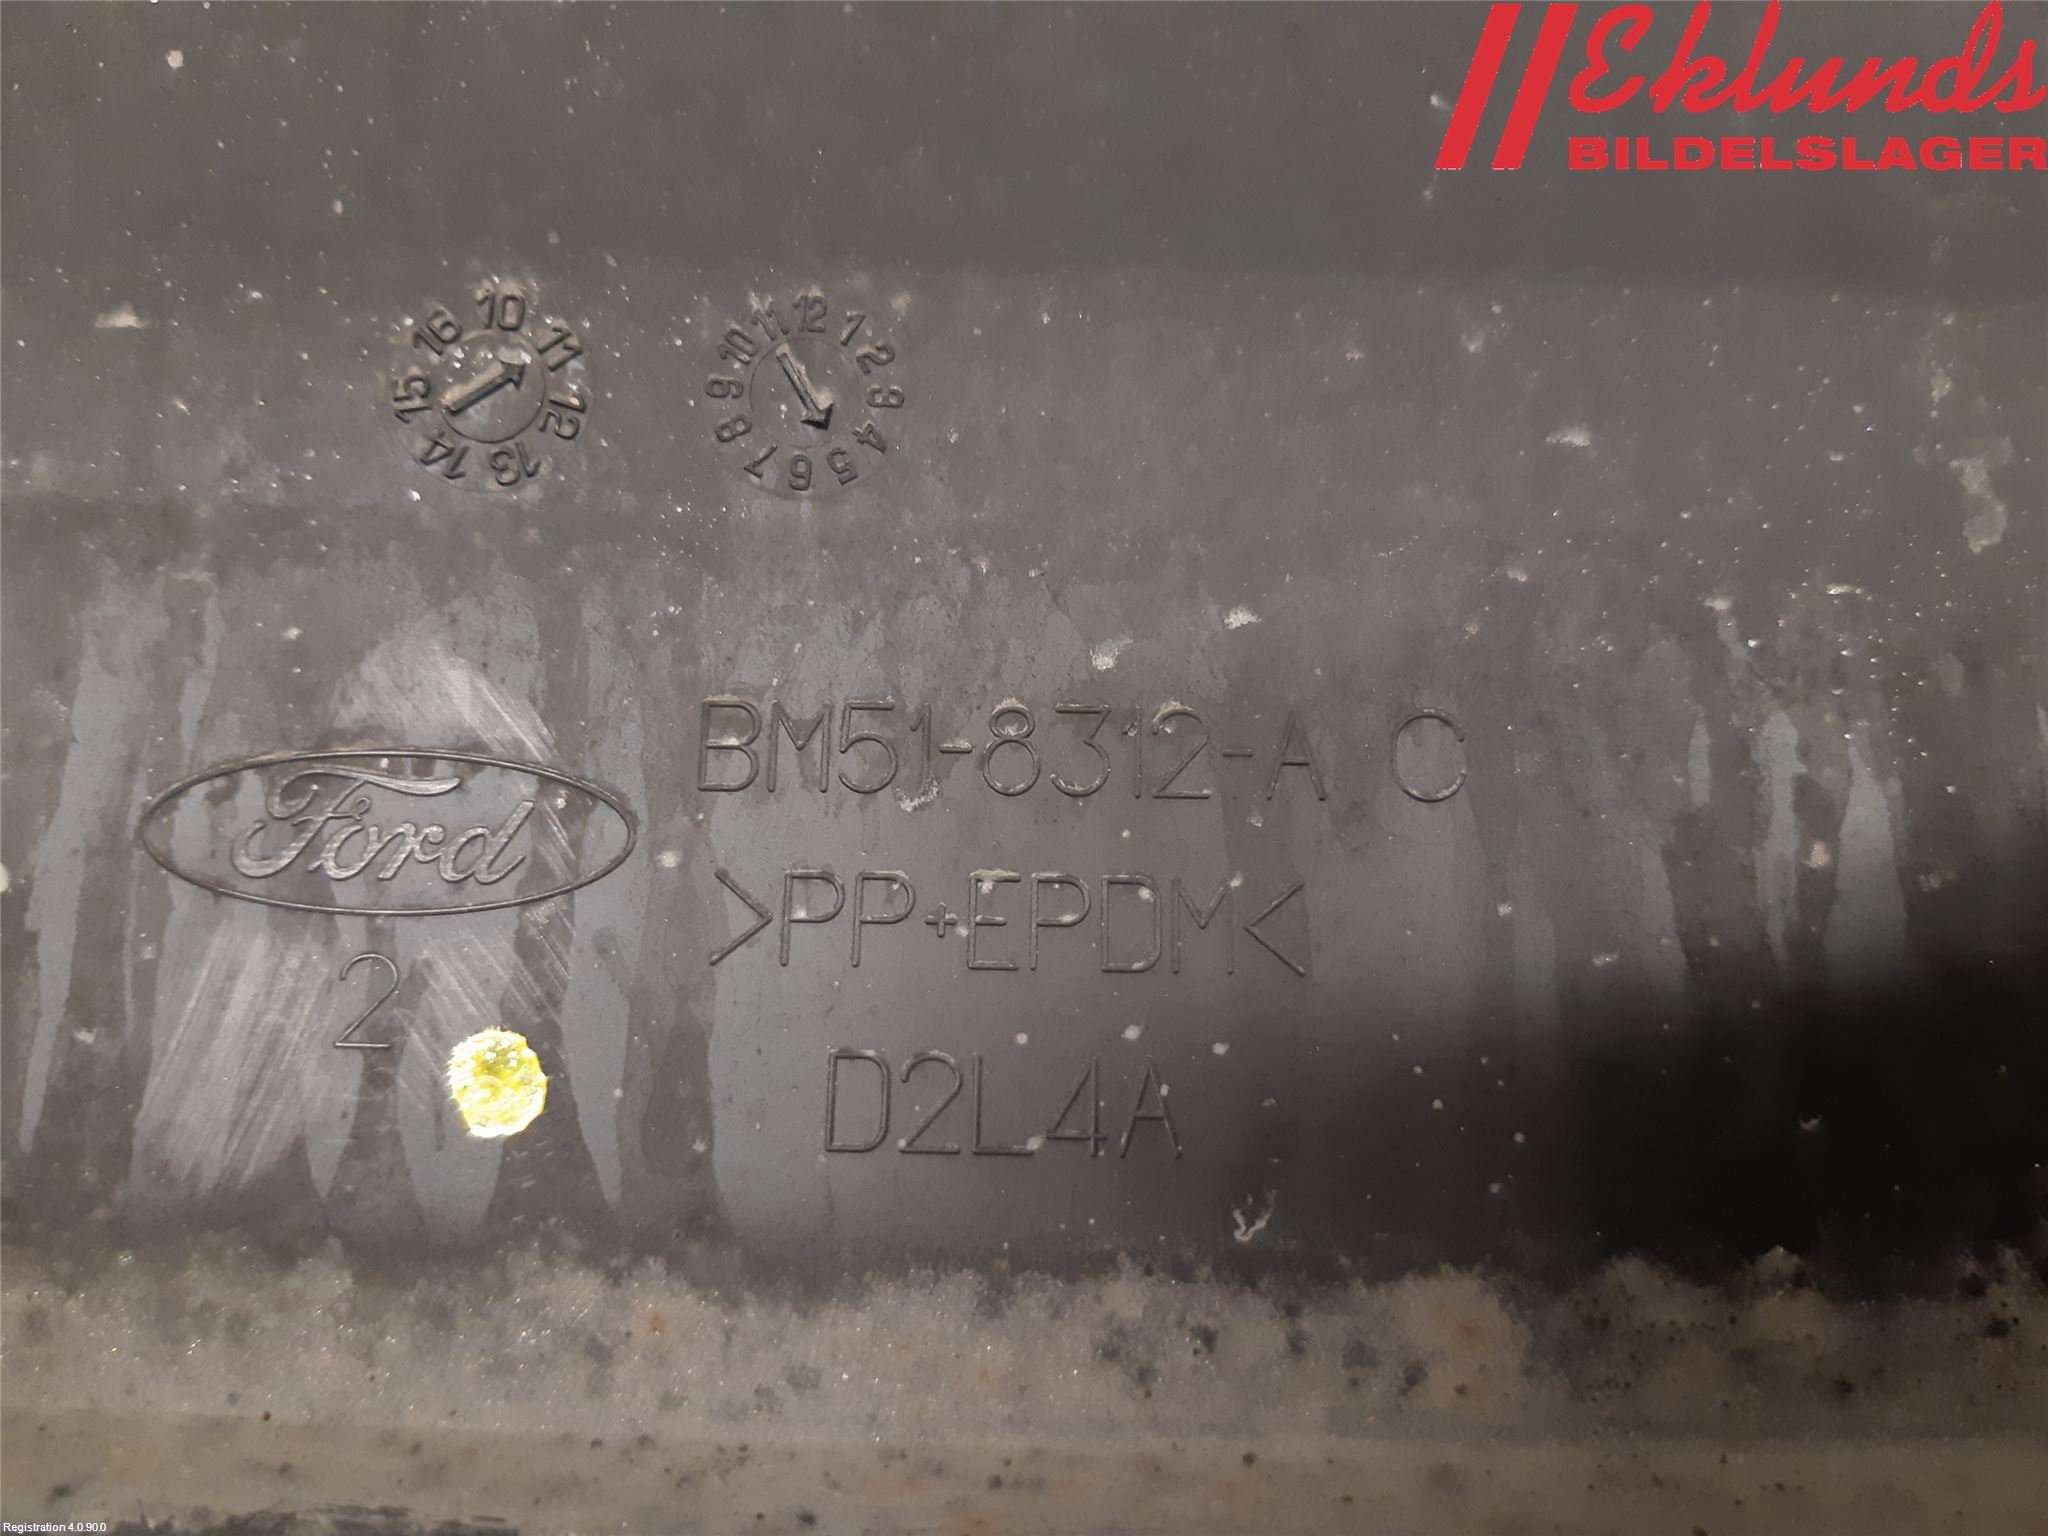 Eklunds
BILDELSLAGER
10 11 12 13 14 15 16
12 1 2 3 4 5 6 7 8 9 10 11
BM51-8312-A C
Ford
>PP+EPDM<
2
D2L4A
Registration 4.0.90.0